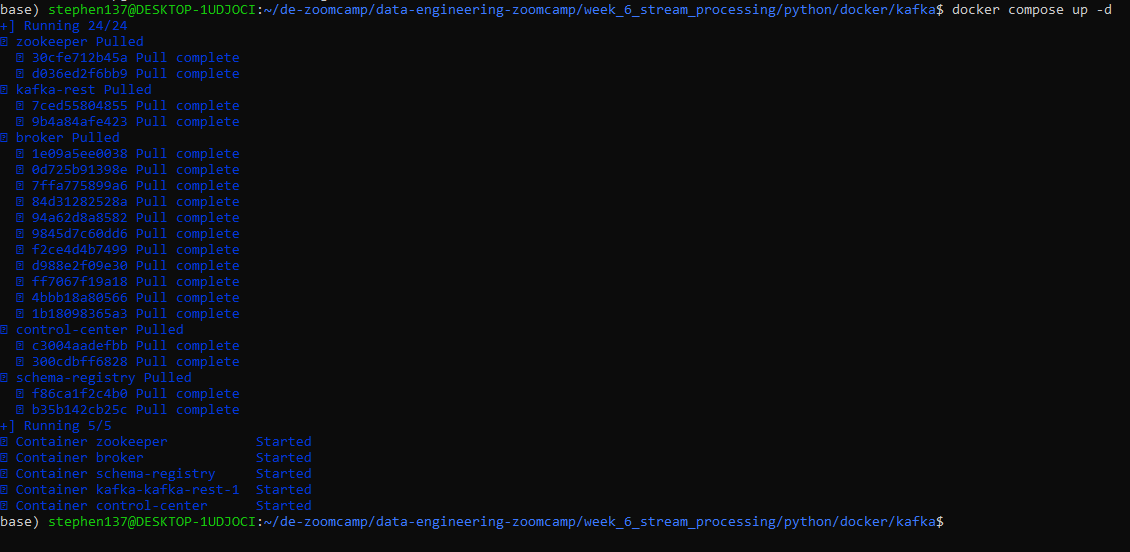 base) stephen137@DESKTOP-1UDJOCI:~/de-zoomcamp/data-engineering-zoomcamp/week_6_stream_processing/python/docker/kafka$ docker compose up -d
+] Running 24/24
⍰ zookeeper Pulled
⍰ 30cfe712b45a Pull complete
⍰ d036ed2f6bb9 Pull complete
⍰ kafka-rest Pulled
⍰ 7ced55804855 Pull complete
⍰ 9b4a84afe423 Pull complete
⍰ broker Pulled
⍰ 1e09a5ee0038 Pull complete
⍰ 0d725b91398e Pull complete
⍰ 7ffa775899a6 Pull complete
⍰ 84d31282528a Pull complete
⍰ 94a62d8a8582 Pull complete
⍰ 9845d7c60dd6 Pull complete
⍰ f2ce4d4b7499 Pull complete
⍰ d988e2f09e30 Pull complete
⍰ ff7067f19a18 Pull complete
⍰ 4bbb18a80566 Pull complete
⍰ 1b18098365a3 Pull complete
⍰ control-center Pulled
⍰ c3004aadefbb Pull complete
⍰ 300cdbff6828 Pull complete
⍰ schema-registry Pulled
⍰ f86ca1f2c4b0 Pull complete
⍰ b35b142cb25c Pull complete
+] Running 5/5
⍰ Container zookeeper Started
⍰ Container broker Started
⍰ Container schema-registry Started
⍰ Container kafka-kafka-rest-1 Started
⍰ Container control-center Started
base) stephen137@DESKTOP-1UDJOCI:~/de-zoomcamp/data-engineering-zoomcamp/week_6_stream_processing/python/docker/kafka$